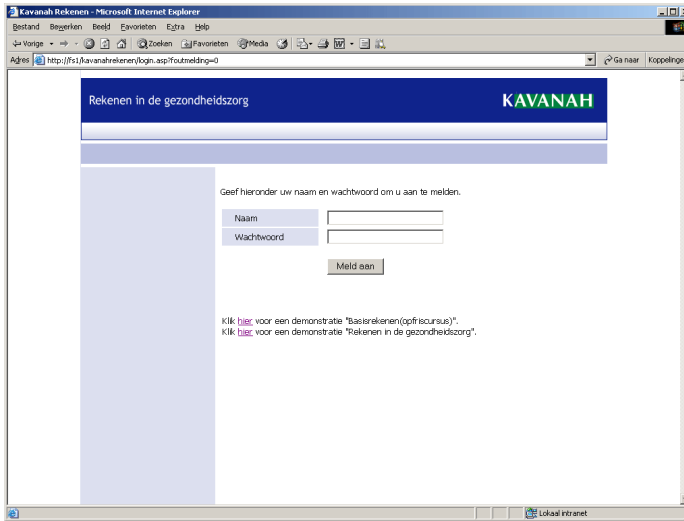 Kavanah Rekenen - Microsoft Internet Explorer
Bestand Bewerken Beeld Favorieten Extra Help
Vorige Zoeken Favorieten Media
Adres http://fs1/kavanahrekenen/login.asp?foutmelding=0 Ga naar Koppelinge
Rekenen in de gezondheidszorg KAVANAH
Geef hieronder uw naam en wachtwoord om u aan te melden.
Naam
Wachtwoord
Meld aan
Klik hier voor een demonstratie "Basisrekenen(opfriscursus)".
Klik hier voor een demonstratie "Rekenen in de gezondheidszorg".
Lokaal intranet